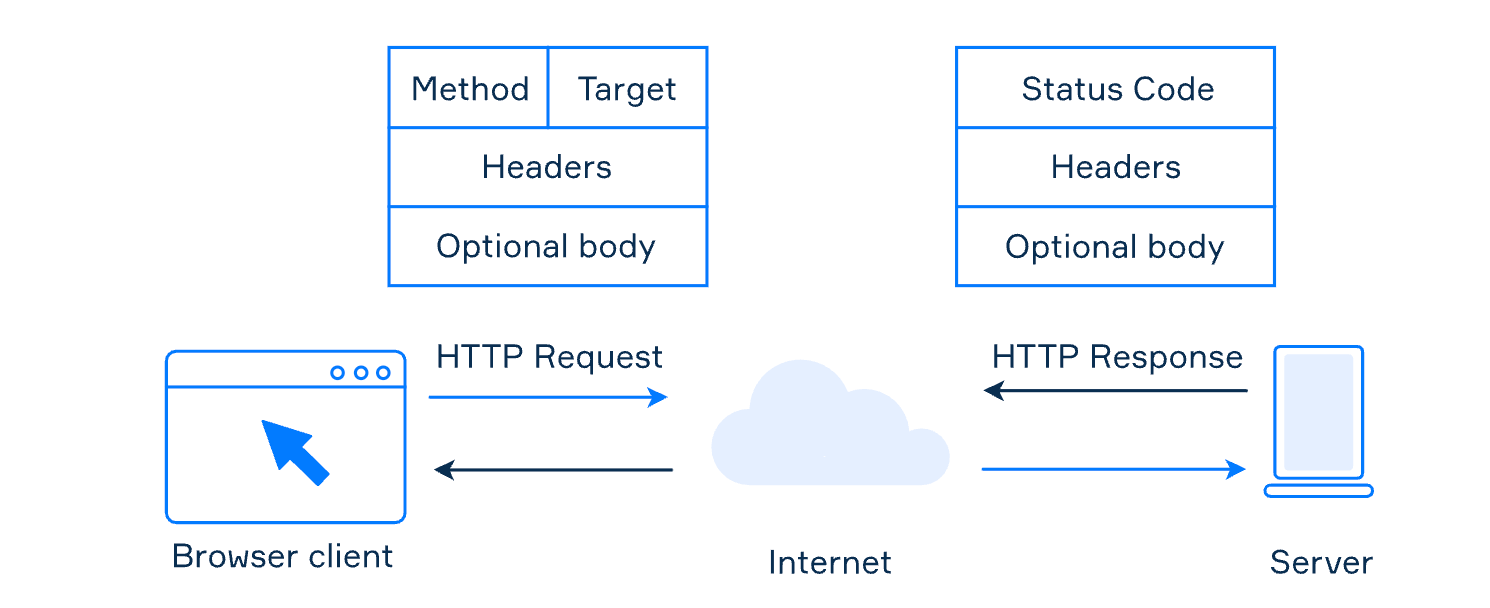 Method Target
Status Code
Headers
Headers
Optional body
Optional body
HTTP Request
HTTP Response
Browser client
Internet
Server